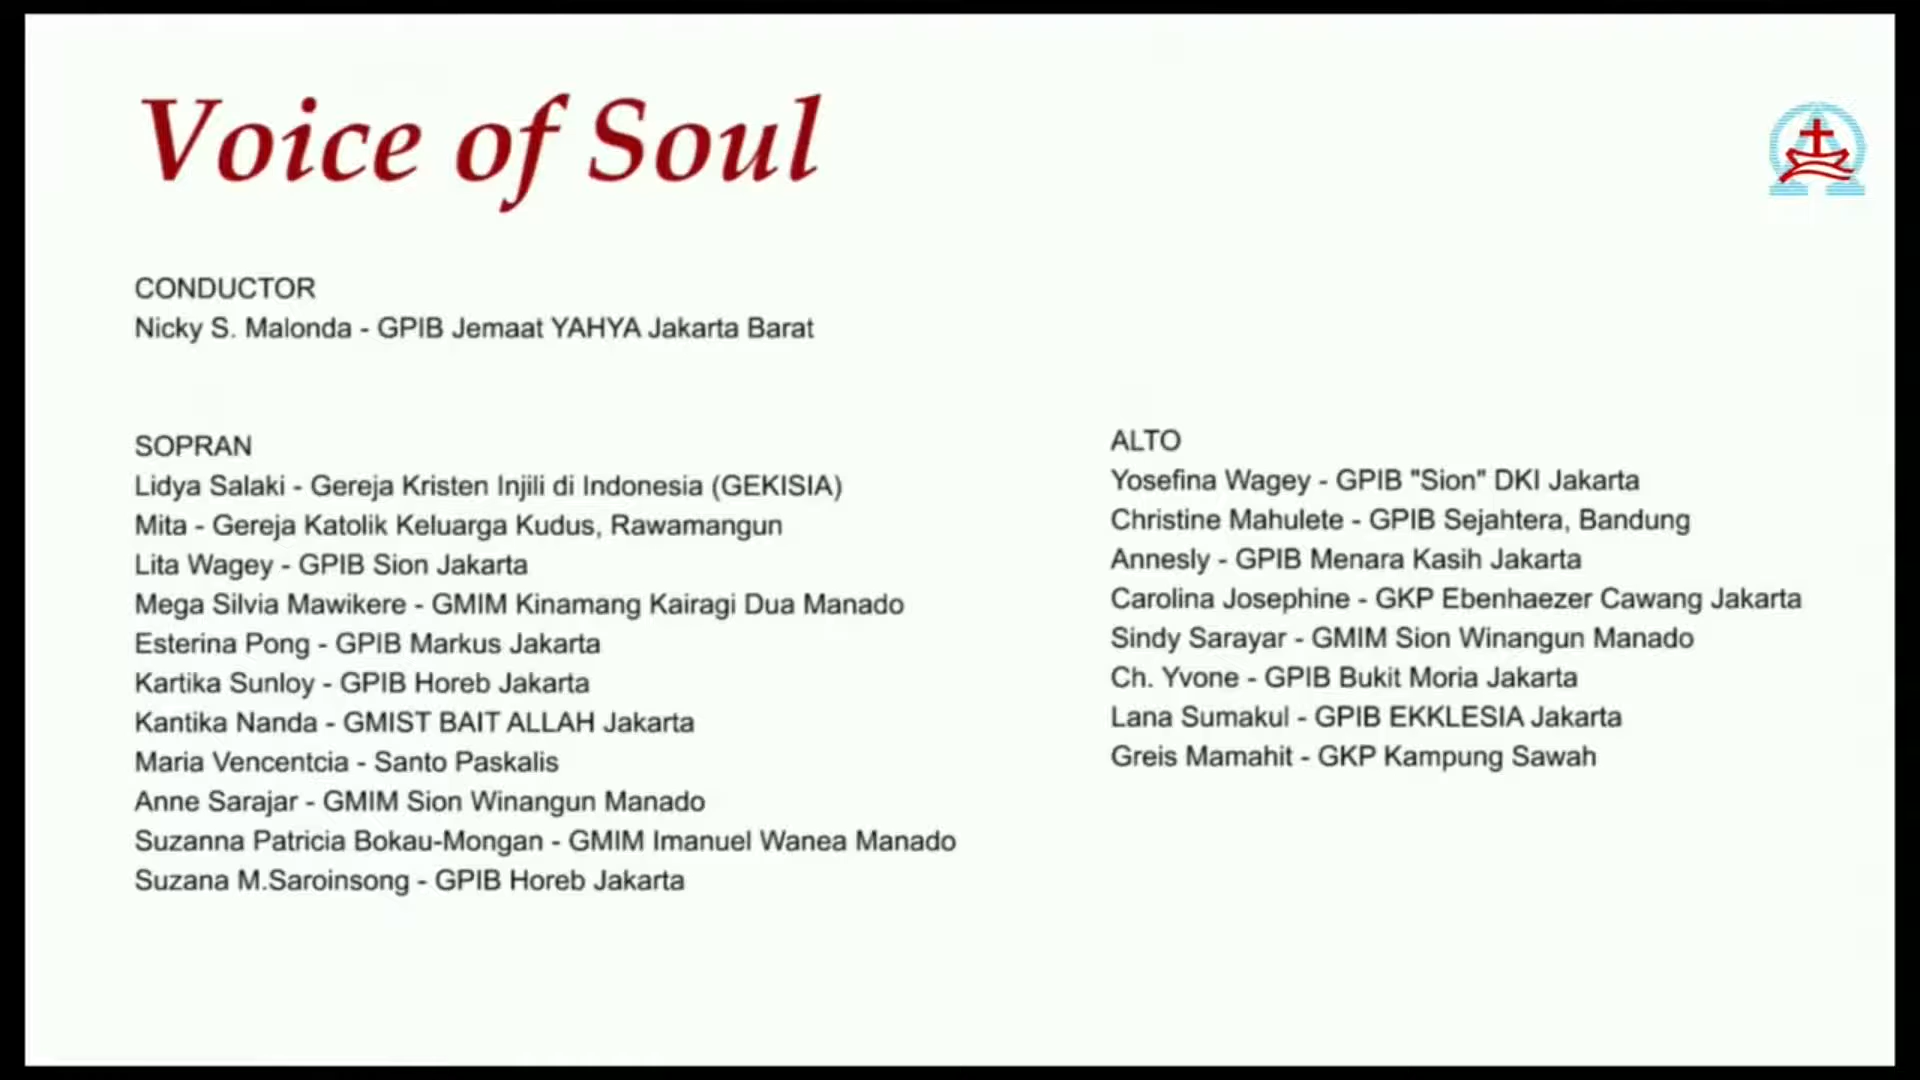 Voice of Soul
CONDUCTOR
Nicky S. Malonda - GPIB Jemaat YAHYA Jakarta Barat
SOPRAN
Lidya Salaki - Gereja Kristen Injili di Indonesia (GEKISIA)
Mita - Gereja Katolik Keluarga Kudus, Rawamangun
Lita Wagey - GPIB Sion Jakarta
Mega Silvia Mawikere - GMIM Kinamang Kairagi Dua Manado
Esterina Pong - GPIB Markus Jakarta
Kartika Sunloy - GPIB Horeb Jakarta
Kantika Nanda - GMIST BAIT ALLAH Jakarta
Maria Vencentcia - Santo Paskalis
Anne Sarajar - GMIM Sion Winangun Manado
Suzanna Patricia Bokau-Mongan - GMIM Imanuel Wanea Manado
Suzana M.Saroinsong - GPIB Horeb Jakarta
ALTO
Yosefina Wagey - GPIB "Sion" DKI Jakarta
Christine Mahulete - GPIB Sejahtera, Bandung
Annesly - GPIB Menara Kasih Jakarta
Carolina Josephine - GKP Ebenhaezer Cawang Jakarta
Sindy Sarayar - GMIM Sion Winangun Manado
Ch. Yvone - GPIB Bukit Moria Jakarta
Lana Sumakul - GPIB EKKLESIA Jakarta
Greis Mamahit - GKP Kampung Sawah